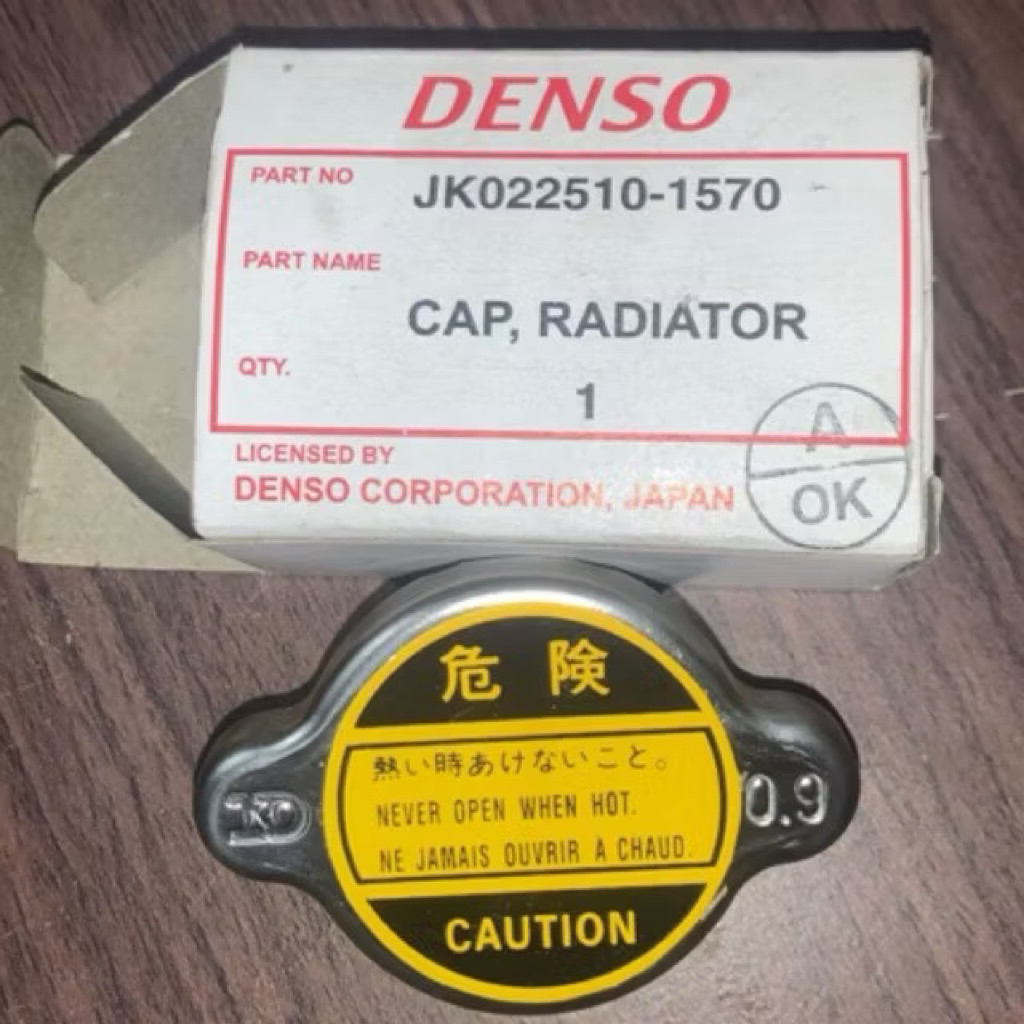 DENSO
PART NO JK022510-1570
PART NAME
CAP, RADIATOR
QTY.
1
LICENSED BY
DENSO CORPORATION, JAPAN
A
OK
危 険
熱い時あけないこと。
NEVER OPEN WHEN HOT.
NE JAMAIS OUVRIR À CHAUD.
0.9
CAUTION